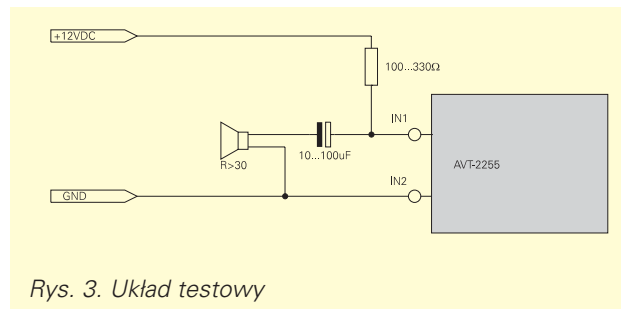 +12VDC
100...330Ω
IN1
10...100uF
R>30
AVT-2255
IN2
GND
Rys. 3. Układ testowy